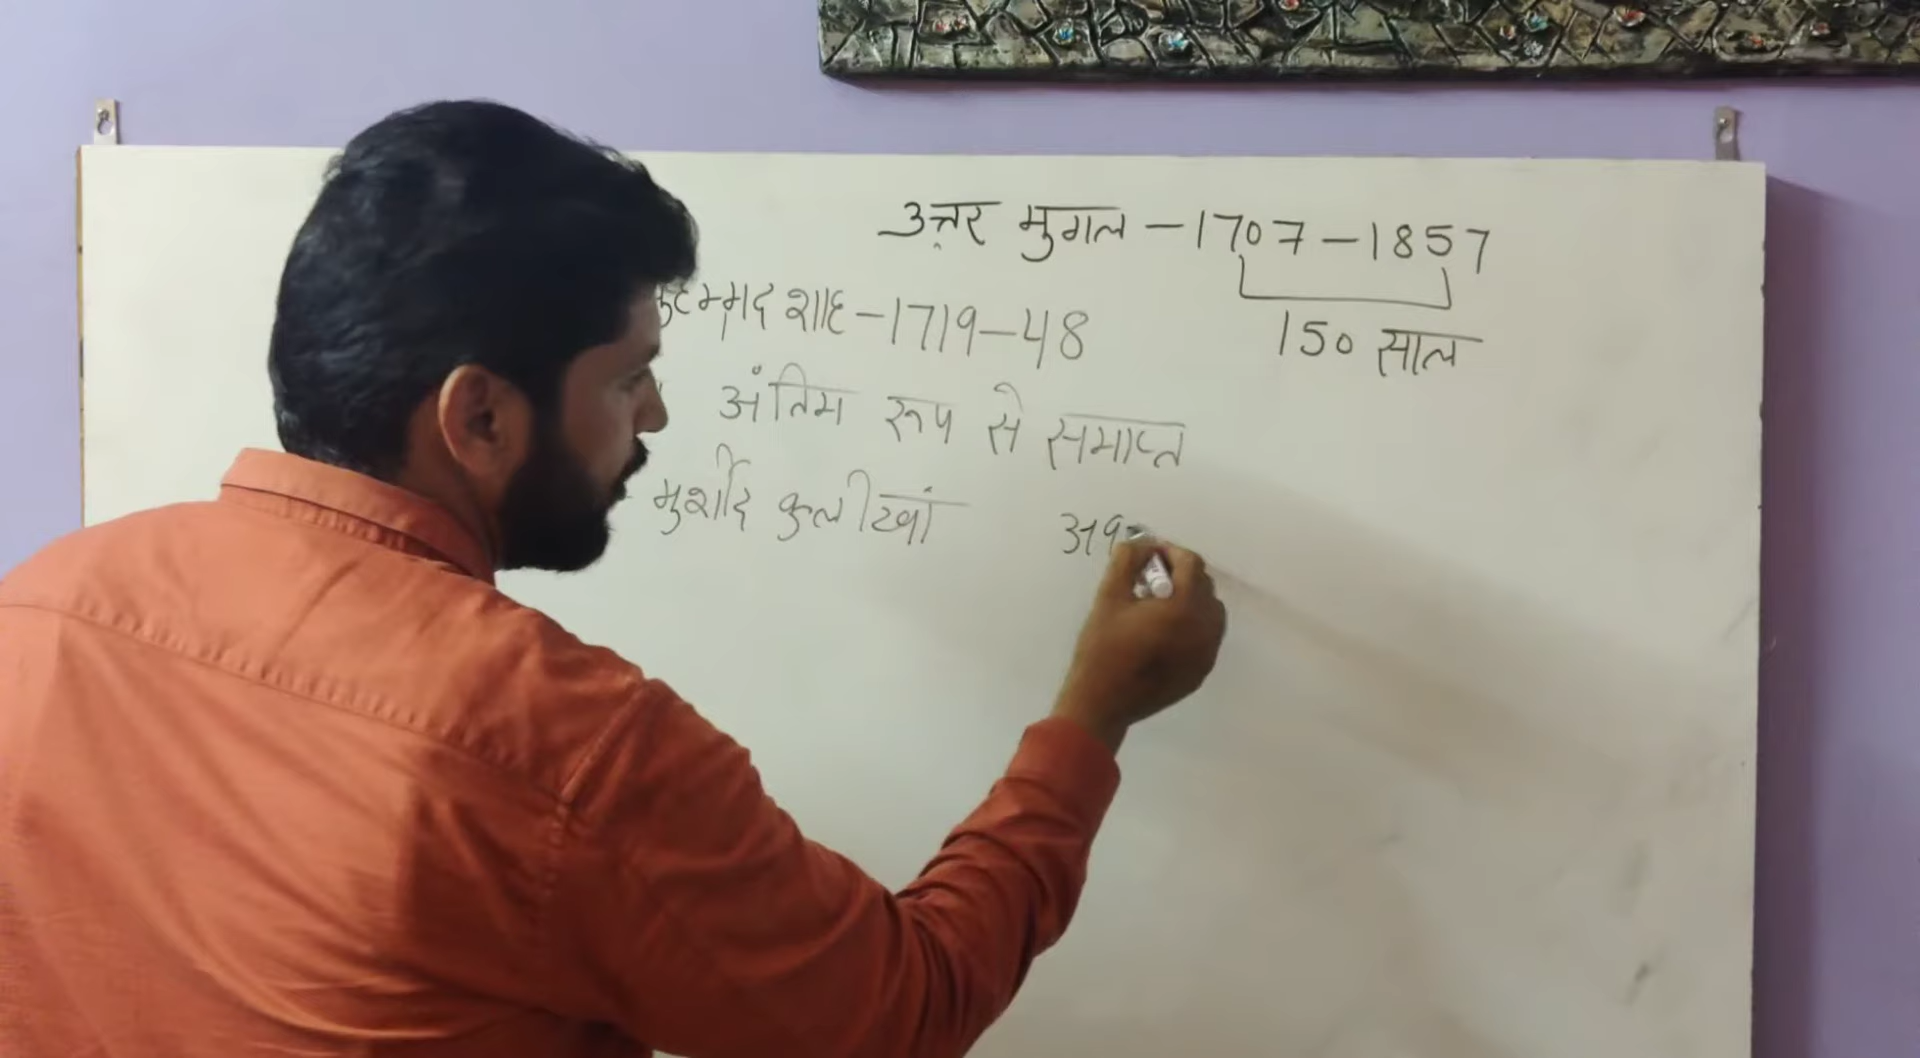 उत्तर मुगल - 1707 - 1857
150 साल
मुहम्मद शाह - 1719 - 48
अंतिम रूप से समाप्त
मुर्शीद कुलीखां